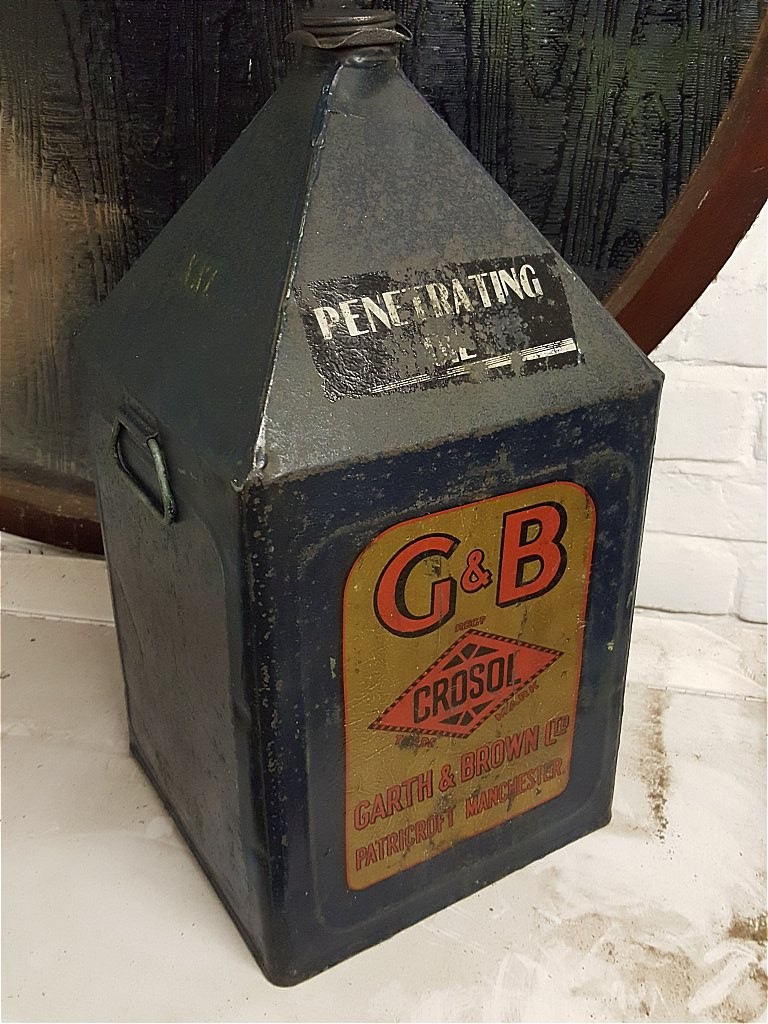 PENETRATING
OIL
G & B
REGD
CROSOL
TRADE MARK
GARTH & BROWN LTD
PATRICROFT MANCHESTER.